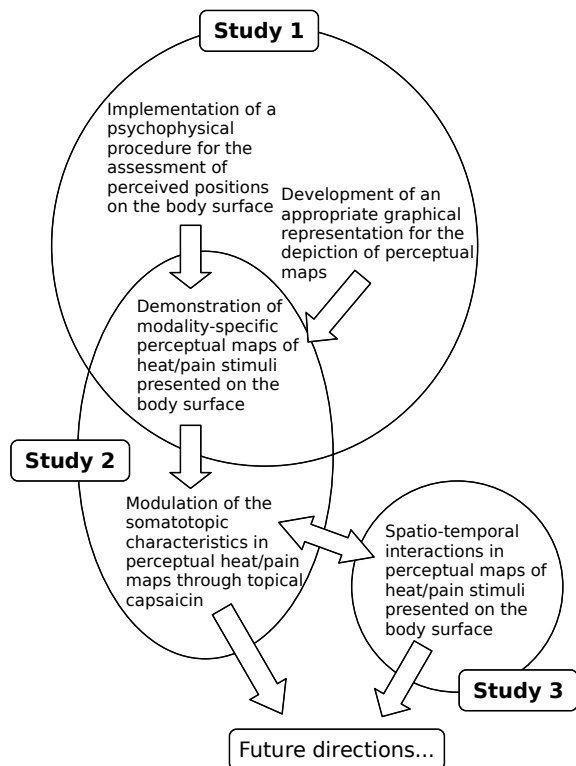 Study 1
Implementation of a
psychophysical
procedure for the
assessment of
perceived positions
on the body surface
Development of an
appropriate graphical
representation for the
depiction of perceptual
maps
Demonstration of
modality-specific
perceptual maps of
heat/pain stimuli
presented on the
body surface
Study 2
Modulation of the
somatotopic
characteristics in
perceptual heat/pain
maps through topical
capsaicin
Spatio-temporal
interactions in
perceptual maps of
heat/pain stimuli
presented on the
body surface
Study 3
Future directions...